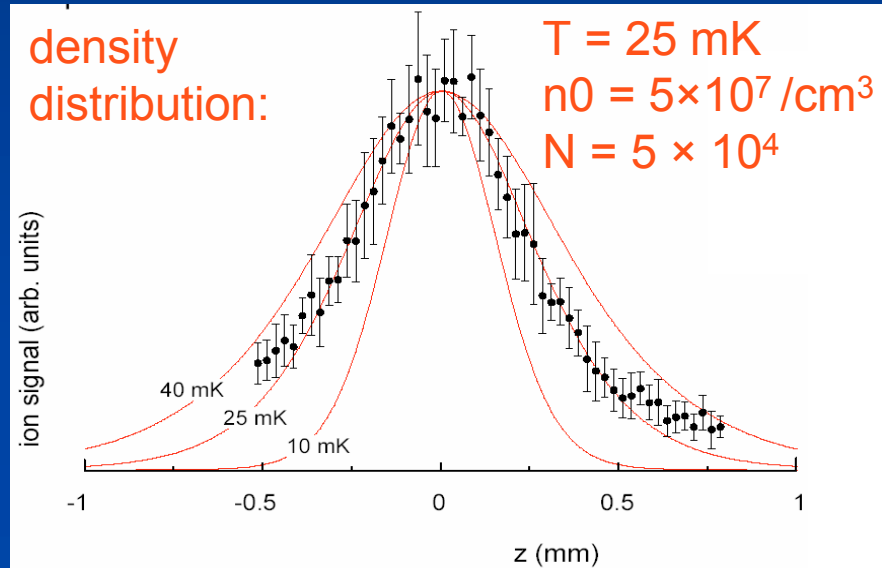 density
distribution:
T = 25 mK
n0 = 5×10⁷ /cm³
N = 5 × 10⁴
ion signal (arb. units)
40 mK
25 mK
10 mK
-1 -0.5 0 0.5 1
z (mm)